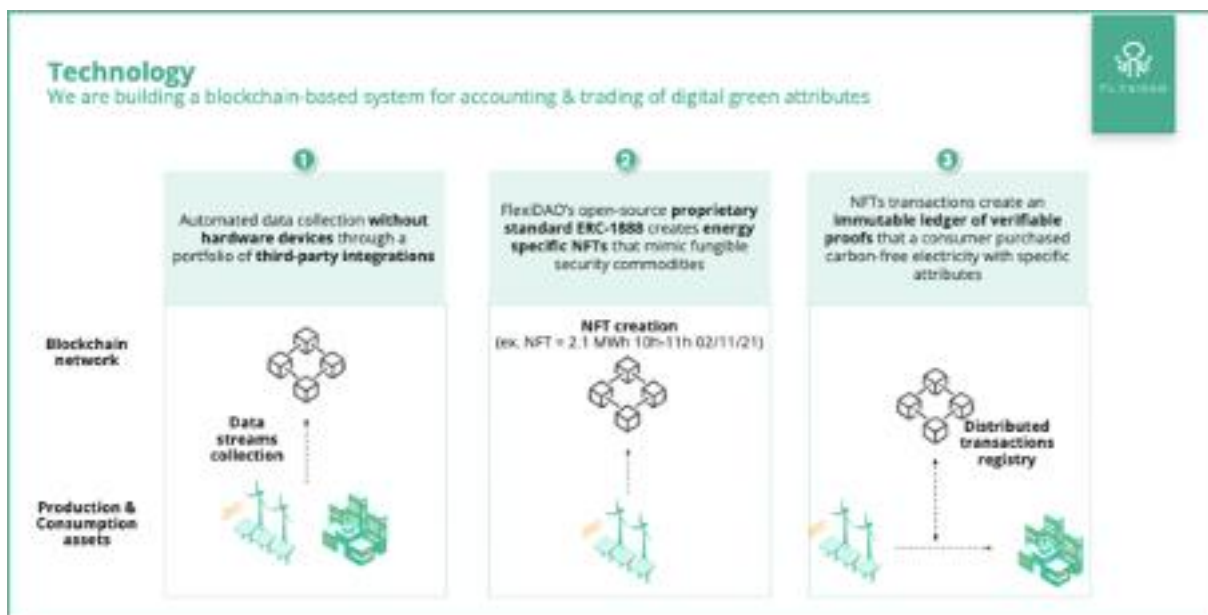 Technology
We are building a blockchain-based system for accounting & trading of digital green attributes
FLEXIDAO
1
Automated data collection without
hardware devices through a
portfolio of third-party integrations
2
FlexiDAO's open-source proprietary
standard ERC-1888 creates energy
specific NFTs that mimic fungible
security commodities
3
NFTs transactions create an
immutable ledger of verifiable
proofs that a consumer purchased
carbon-free electricity with specific
attributes
Blockchain
network
Data
streams
collection
NFT creation
(ex. NFT = 2.1 MWh 10h-11h 02/11/21)
Distributed
transactions
registry
Production &
Consumption
assets